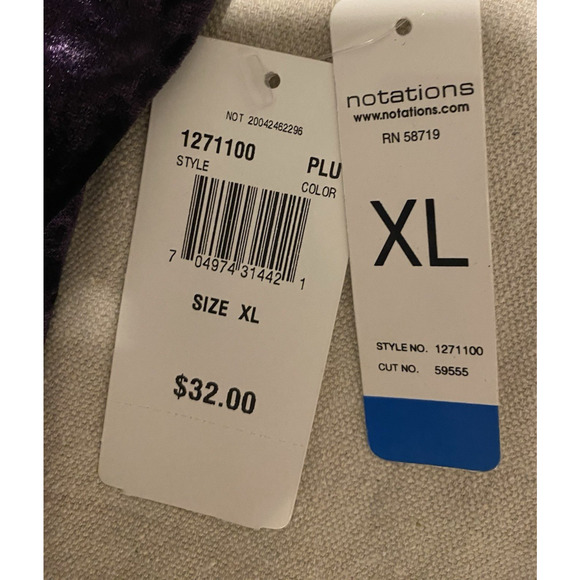 NOT 20042462296
1271100 PLU
STYLE COLOR
7 04974 31442 1
SIZE XL
$32.00
notations
www.notations.com
RN 58719
XL
STYLE NO. 1271100
CUT NO. 59555